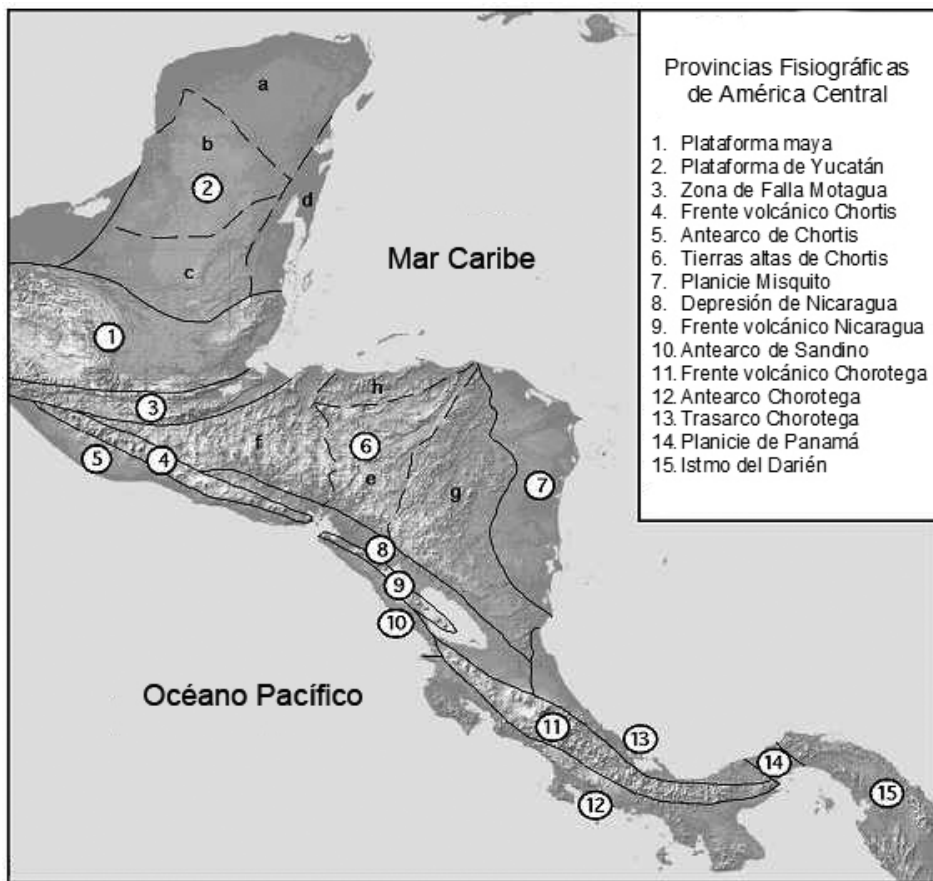 Provincias Fisiográficas
de América Central
1. Plataforma maya
2. Plataforma de Yucatán
3. Zona de Falla Motagua
4. Frente volcánico Chortis
5. Antearco de Chortis
6. Tierras altas de Chortis
7. Planicie Misquito
8. Depresión de Nicaragua
9. Frente volcánico Nicaragua
10. Antearco de Sandino
11. Frente volcánico Chorotega
12. Antearco Chorotega
13. Trasarco Chorotega
14. Planicie de Panamá
15. Istmo del Darién
a
b
2
d
Mar Caribe
c
1
h
3
f
6
4
5
e
g
7
8
9
10
Océano Pacífico
11
13
14
15
12